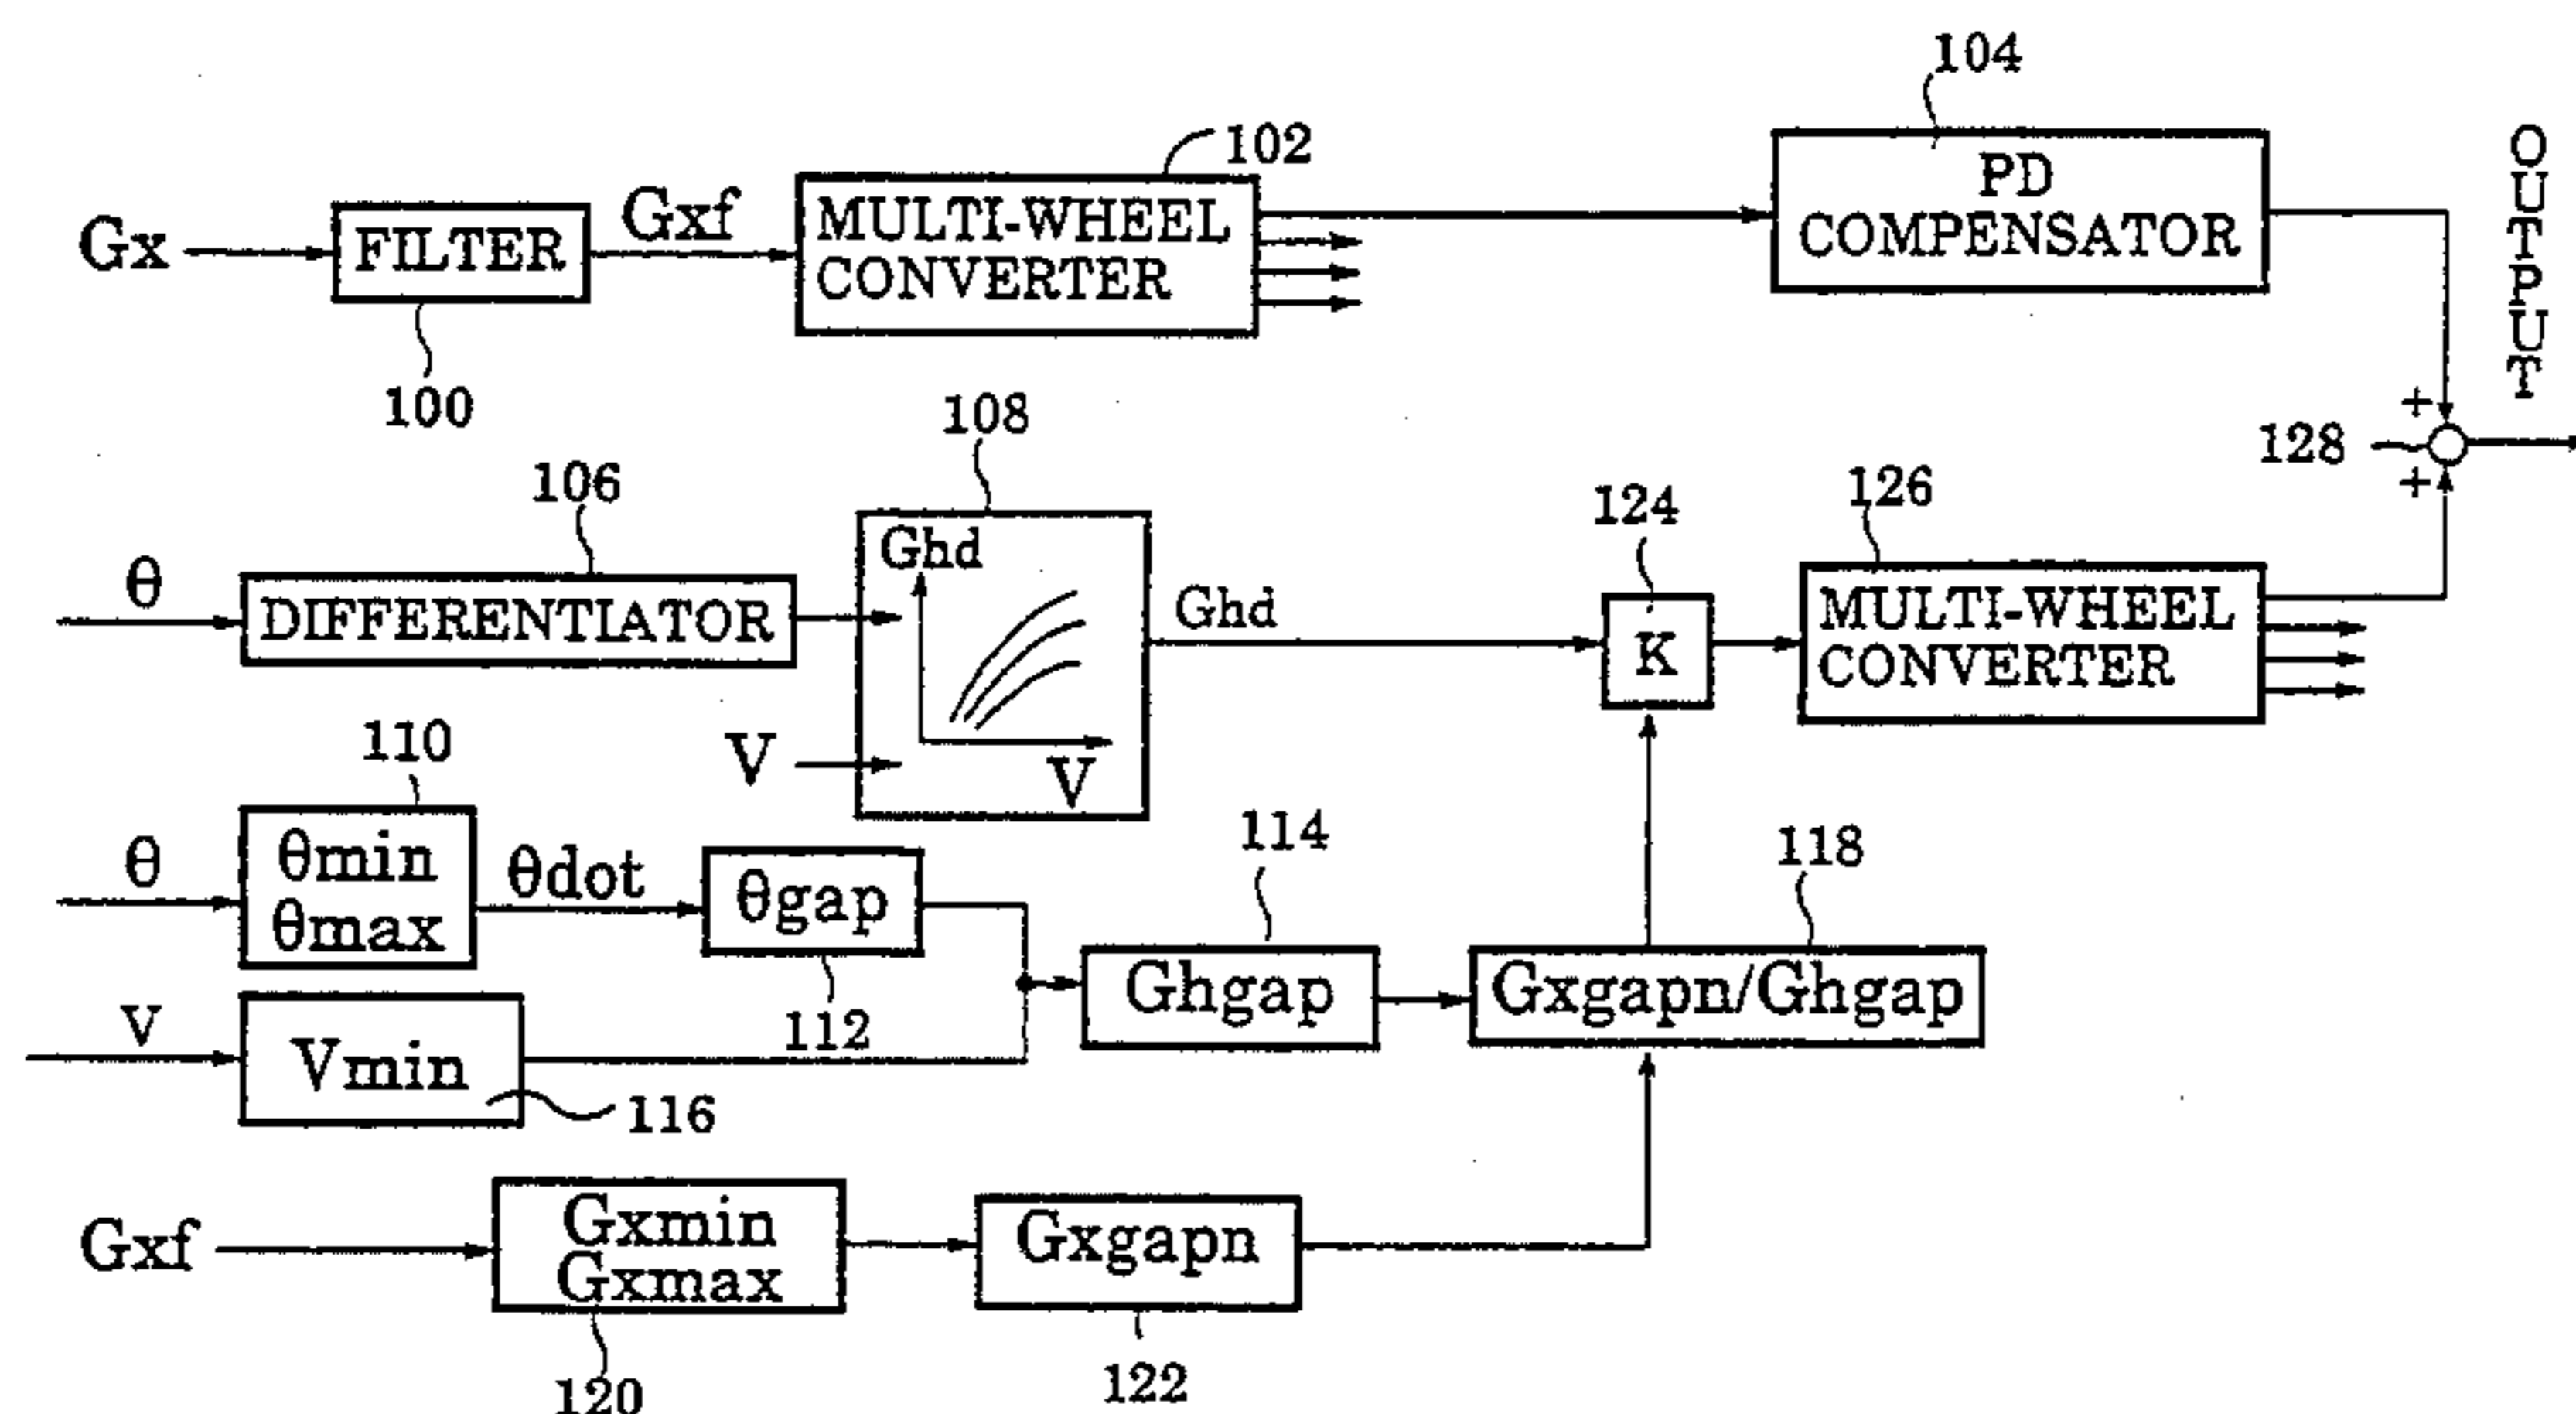 104
102
OUTPUT
Gx
FILTER
Gxf
MULTI-WHEEL
CONVERTER
PD
COMPENSATOR
100
108
+
128
+
106
θ
DIFFERENTIATOR
Ghd
V
V
Ghd
124
K
126
MULTI-WHEEL
CONVERTER
110
θ
θmin
θmax
θdot
θgap
112
114
Ghgap
118
Gxgapn/Ghgap
V
Vmin
116
Gxf
Gxmin
Gxmax
120
Gxgapn
122